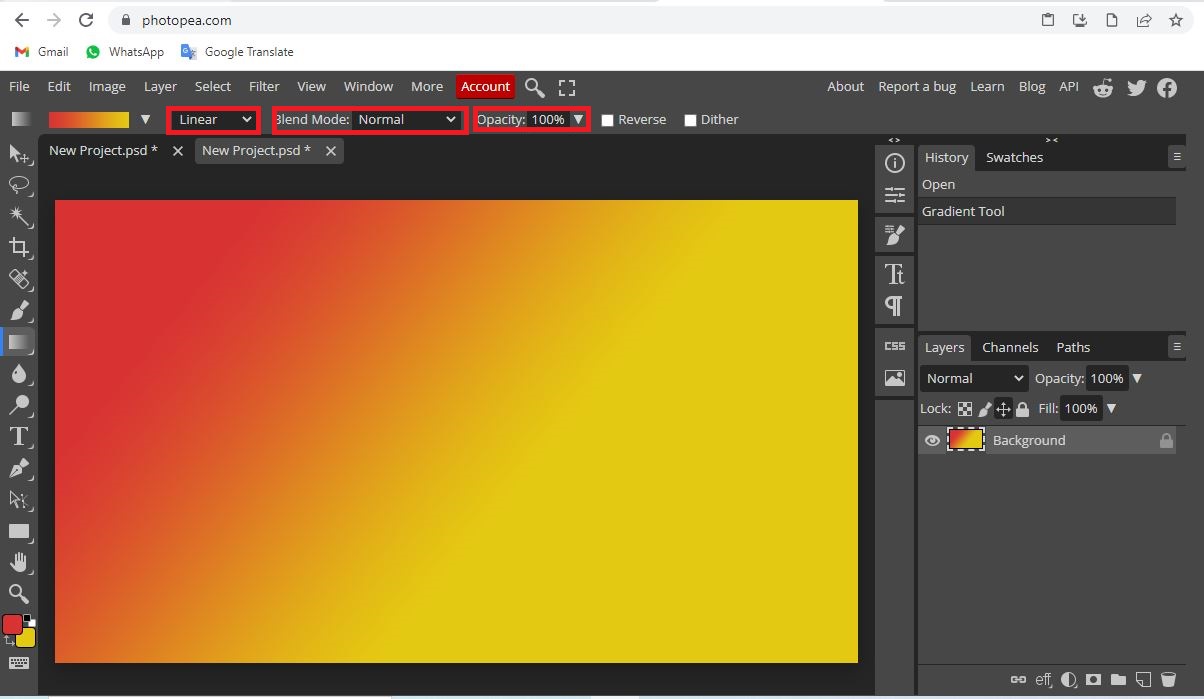 photopea.com
Gmail WhatsApp Google Translate
File Edit Image Layer Select Filter View Window More Account About Report a bug Learn Blog API
Linear Blend Mode: Normal Opacity: 100% Reverse Dither
New Project.psd * New Project.psd *
History Swatches
Open
Gradient Tool
CSS
Layers Channels Paths
Normal Opacity: 100%
Lock: Fill: 100%
Background
eff